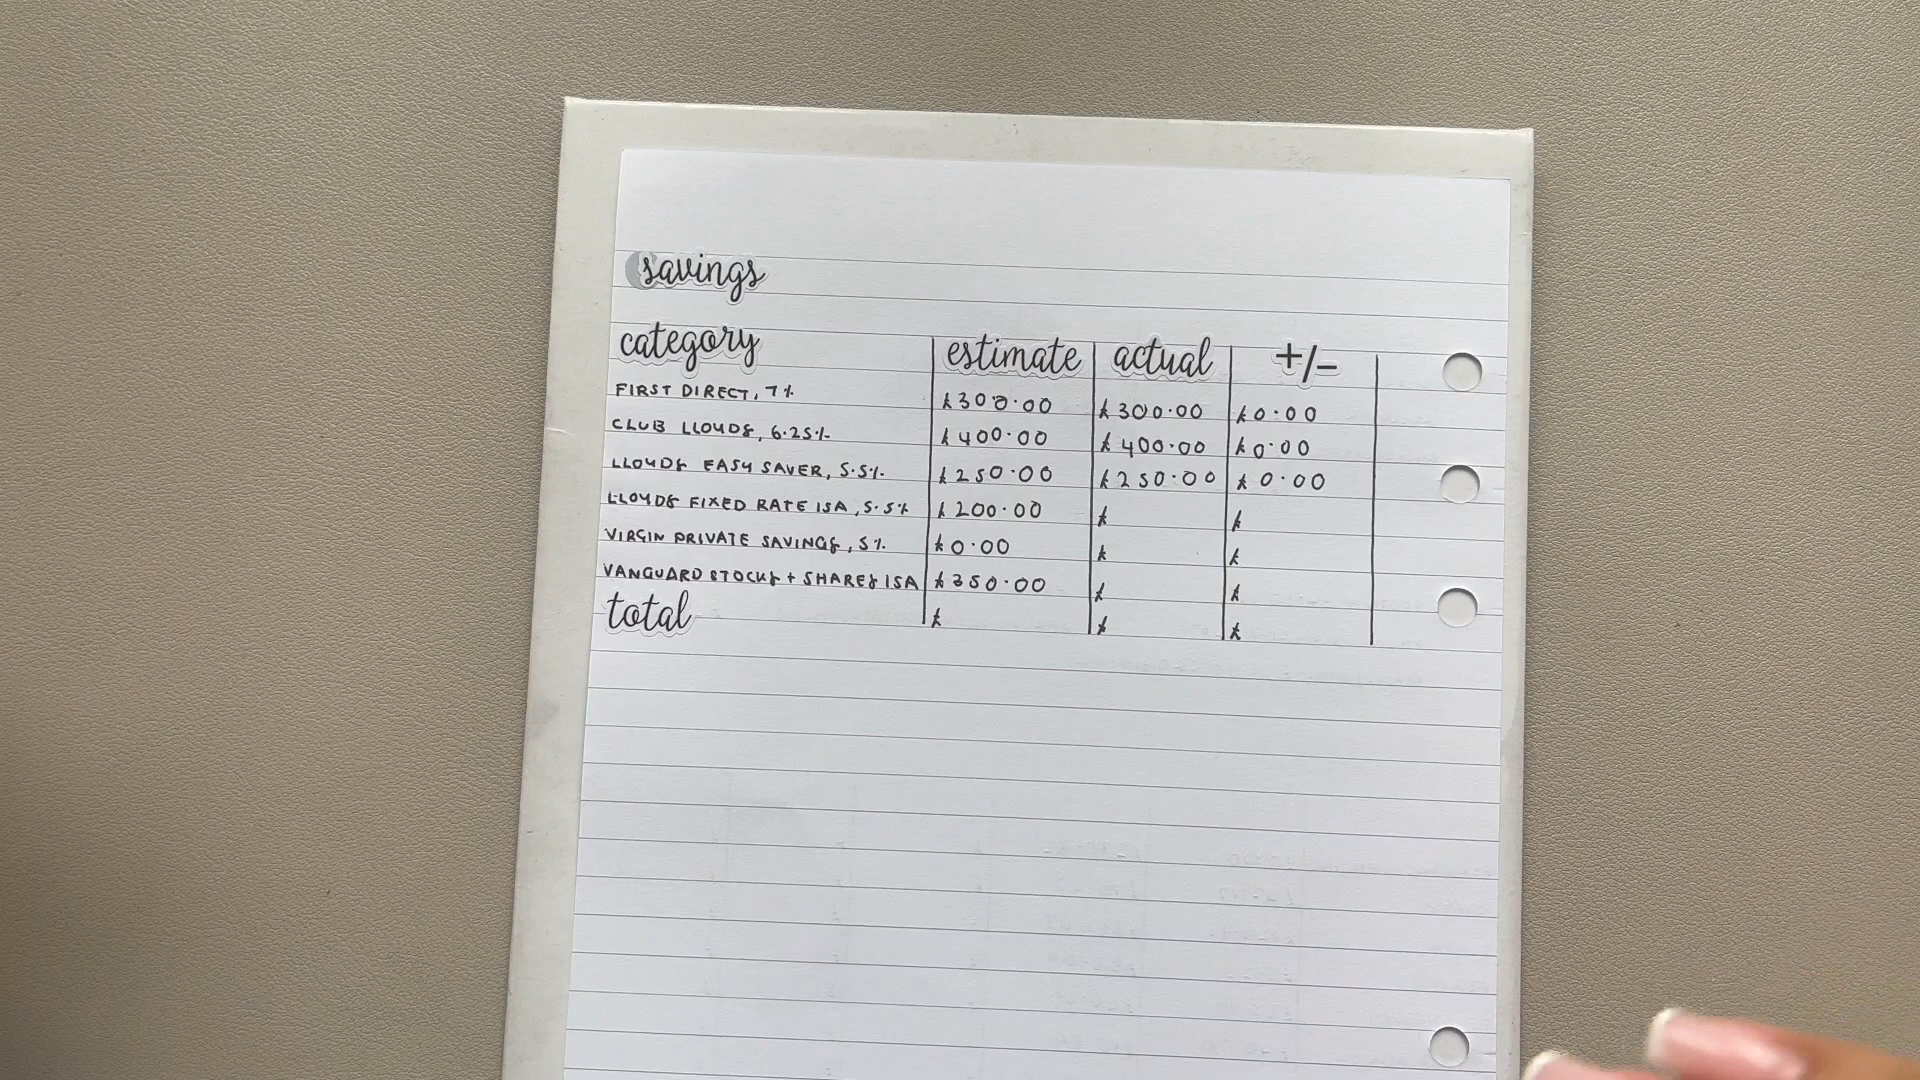 savings
category estimate actual +/-
FIRST DIRECT, 7% £300.00 £300.00 £0.00
CLUB LLOYDS, 6.25% £400.00 £400.00 £0.00
LLOYDS EASY SAVER, 5.5% £250.00 £250.00 £0.00
LLOYDS FIXED RATE ISA, 5.5% £200.00 £ £
VIRGIN PRIVATE SAVINGS, 5% £0.00 £ £
VANGUARD STOCKS + SHARES ISA £350.00 £ £
total £ £ £